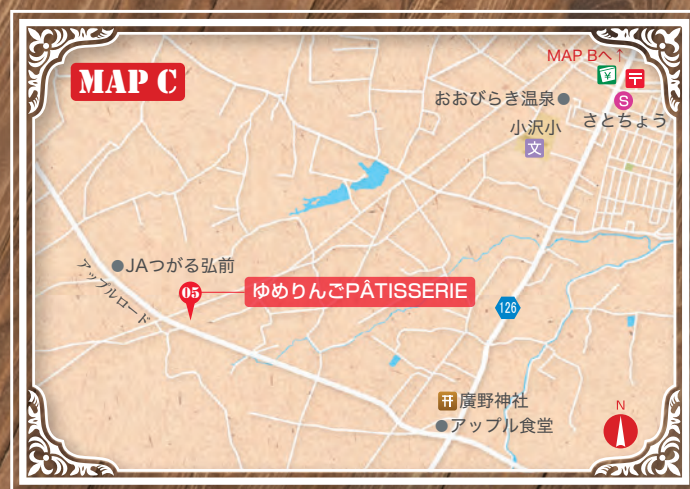 MAP C
MAP Bへ↑
〒
おおびらき温泉
S
さとちょう
小沢小
文
JAつがる弘前
アップルロード
05
ゆめりんごPÂTISSERIE
126
廣野神社
アップル食堂
N